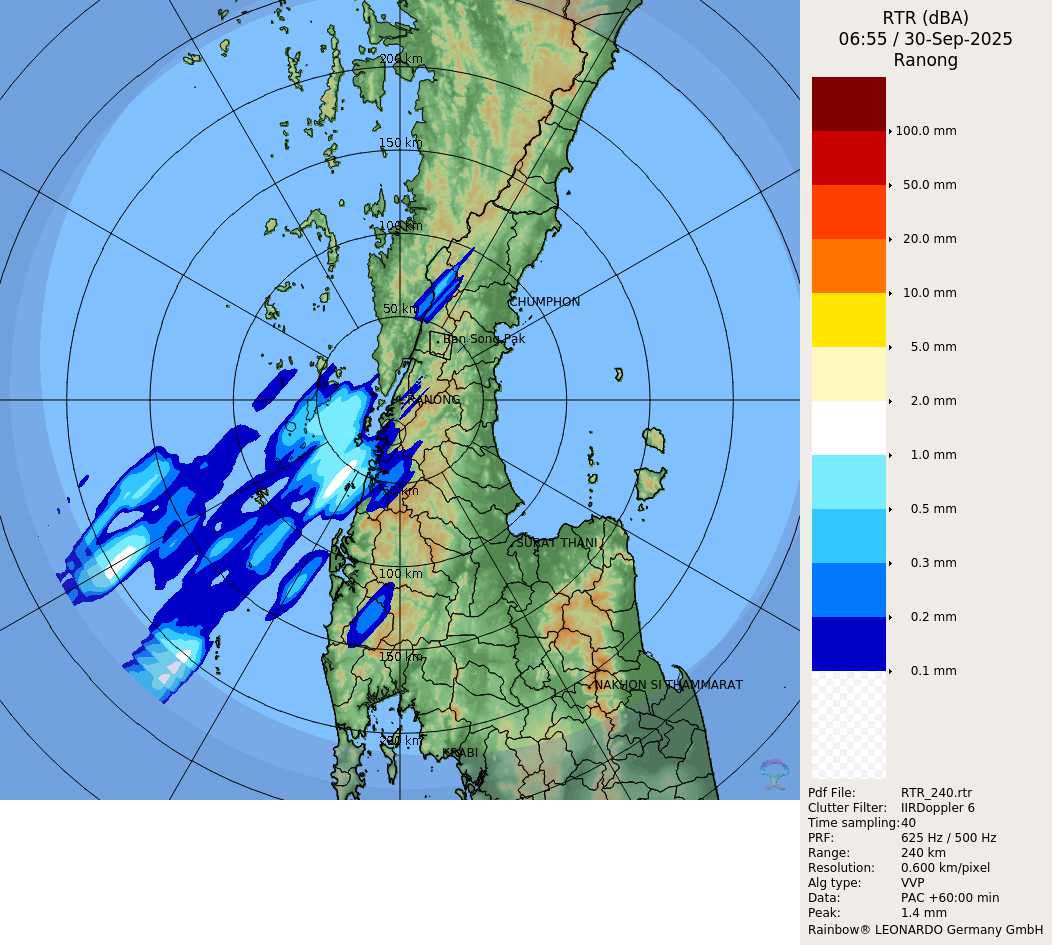 RTR (dBA)
06:55 / 30-Sep-2025
Ranong
200 km
150 km
100 km
50 km
CHUMPHON
Ban Song Pak
RANONG
50 km
SURAT THANI
100 km
150 km
NAKHON SI THAMMARAT
200 km
KRABI
100.0 mm
50.0 mm
20.0 mm
10.0 mm
5.0 mm
2.0 mm
1.0 mm
0.5 mm
0.3 mm
0.2 mm
0.1 mm
Pdf File: RTR_240.rtr
Clutter Filter: IIRDoppler 6
Time sampling:40
PRF: 625 Hz / 500 Hz
Range: 240 km
Resolution: 0.600 km/pixel
Alg type: VVP
Data: PAC +60:00 min
Peak: 1.4 mm
Rainbow® LEONARDO Germany GmbH